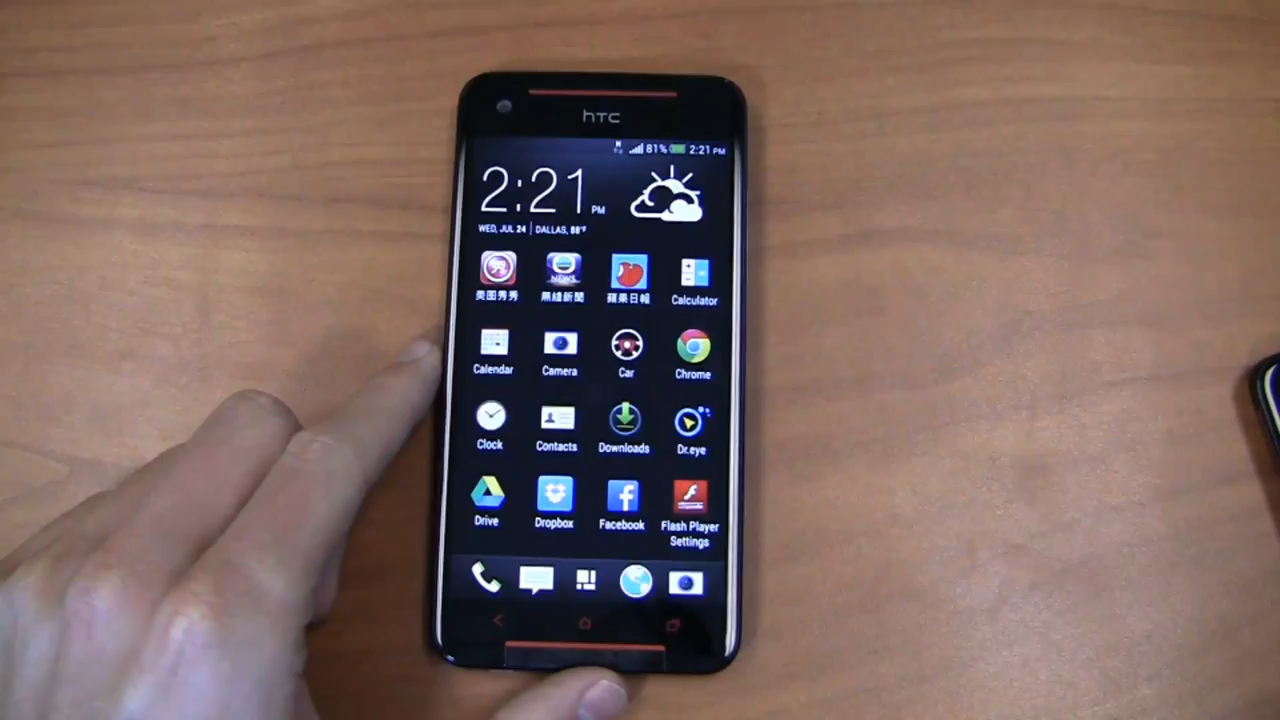 hTC
81% 2:21 PM
2:21 PM
WED, JUL 24 | DALLAS, 88°F
NEWS
美图秀秀 無綫新聞 蘋果日報 Calculator
Calendar Camera Car Chrome
Clock Contacts Downloads Dr.eye
Drive Dropbox Facebook Flash Player
Settings